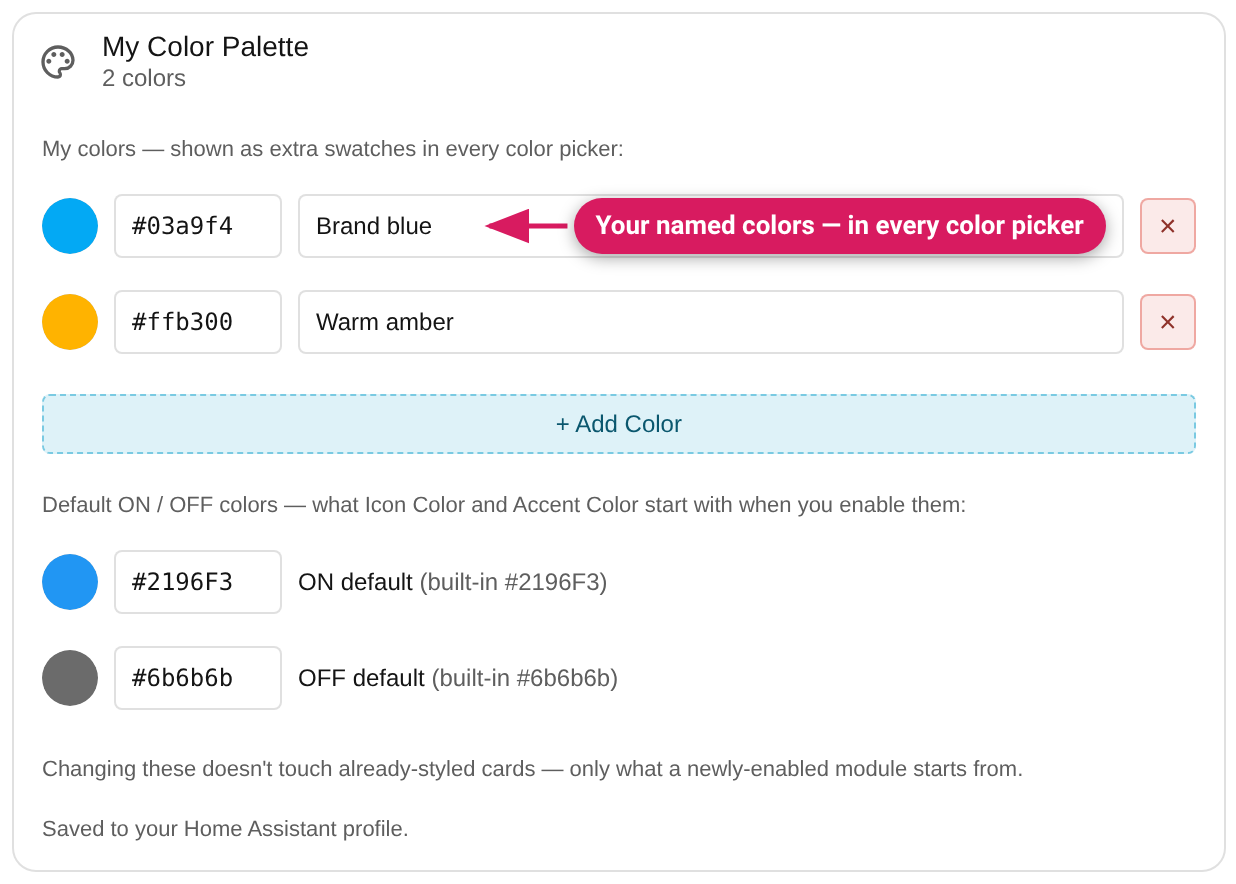 My Color Palette
2 colors
My colors — shown as extra swatches in every color picker:
#03a9f4 Brand blue Your named colors — in every color picker ×
#ffb300 Warm amber ×
+ Add Color
Default ON / OFF colors — what Icon Color and Accent Color start with when you enable them:
#2196F3 ON default (built-in #2196F3)
#6b6b6b OFF default (built-in #6b6b6b)
Changing these doesn't touch already-styled cards — only what a newly-enabled module starts from.
Saved to your Home Assistant profile.